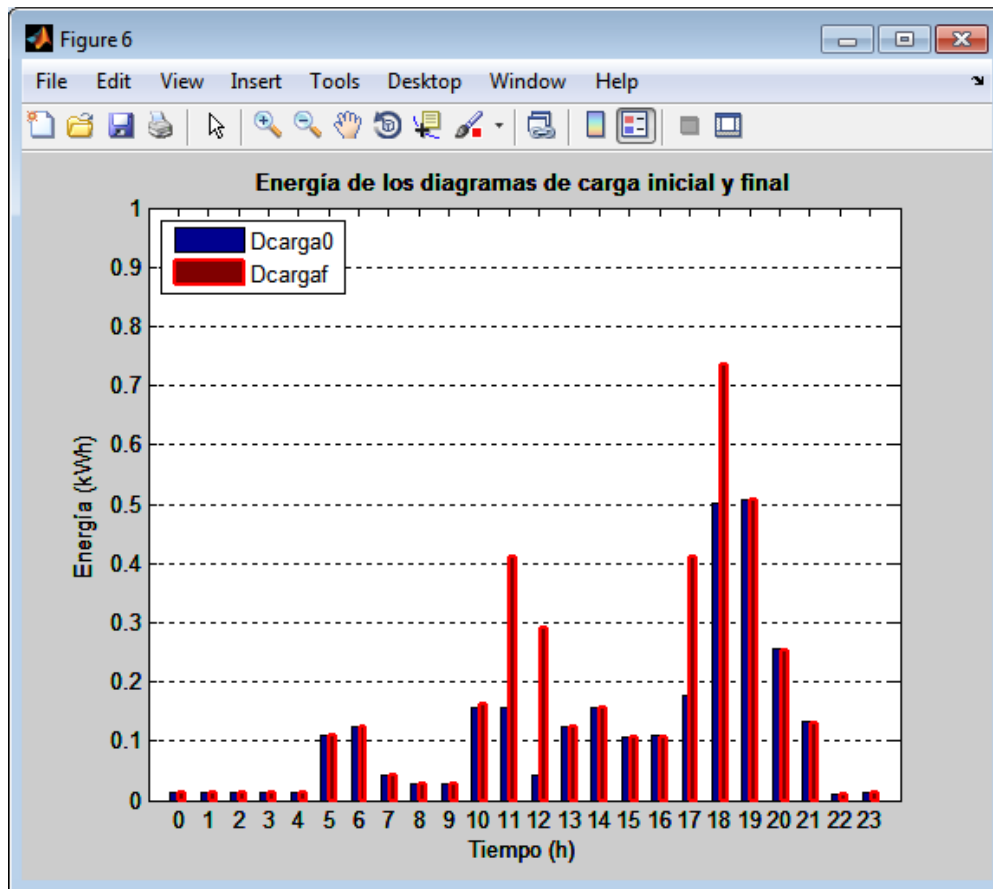 Figure 6
File Edit View Insert Tools Desktop Window Help
Energía de los diagramas de carga inicial y final
1
Dcarga0
Dcargaf
0.9
0.8
0.7
0.6
0.5
0.4
0.3
0.2
0.1
0
Energía (kWh)
0 1 2 3 4 5 6 7 8 9 10 11 12 13 14 15 16 17 18 19 20 21 22 23
Tiempo (h)